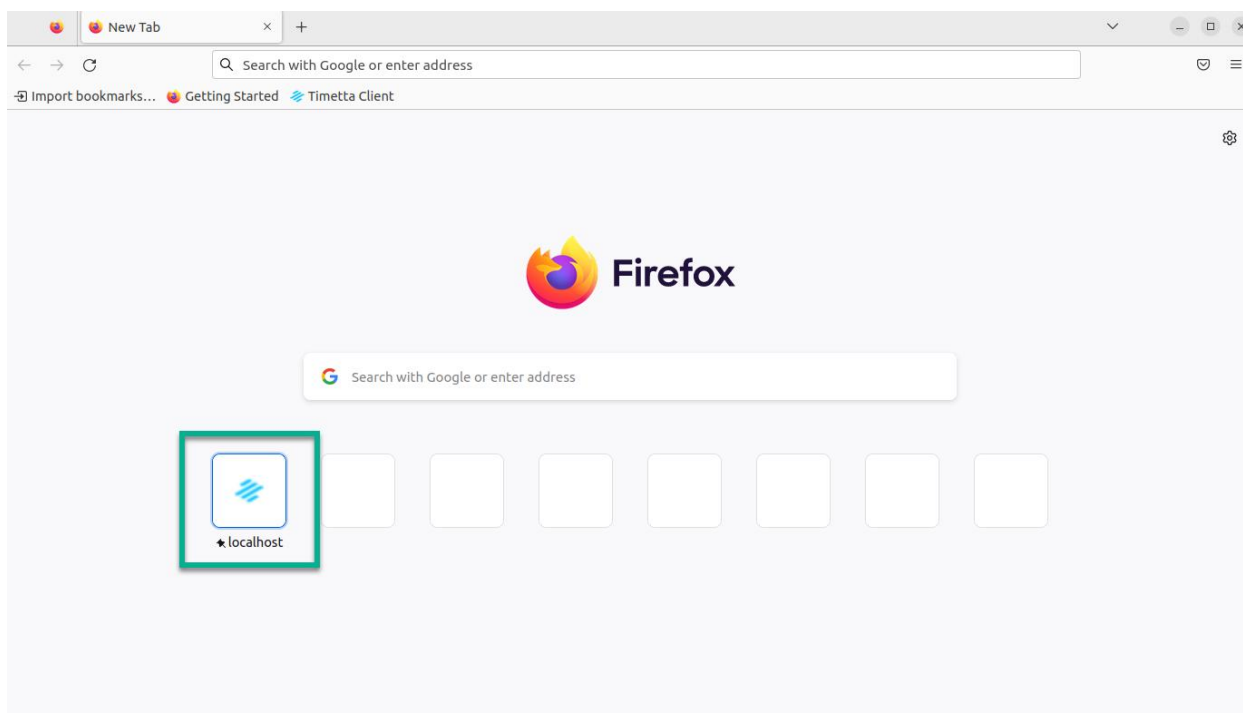 New Tab
Search with Google or enter address
Import bookmarks... Getting Started Timetta Client
Firefox
Search with Google or enter address
localhost